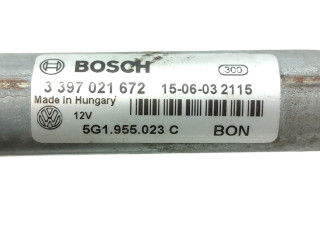 BOSCH 300
3 397 021 672 15-06-03 2115
Made in Hungary
12V
5G1.955.023 C BON